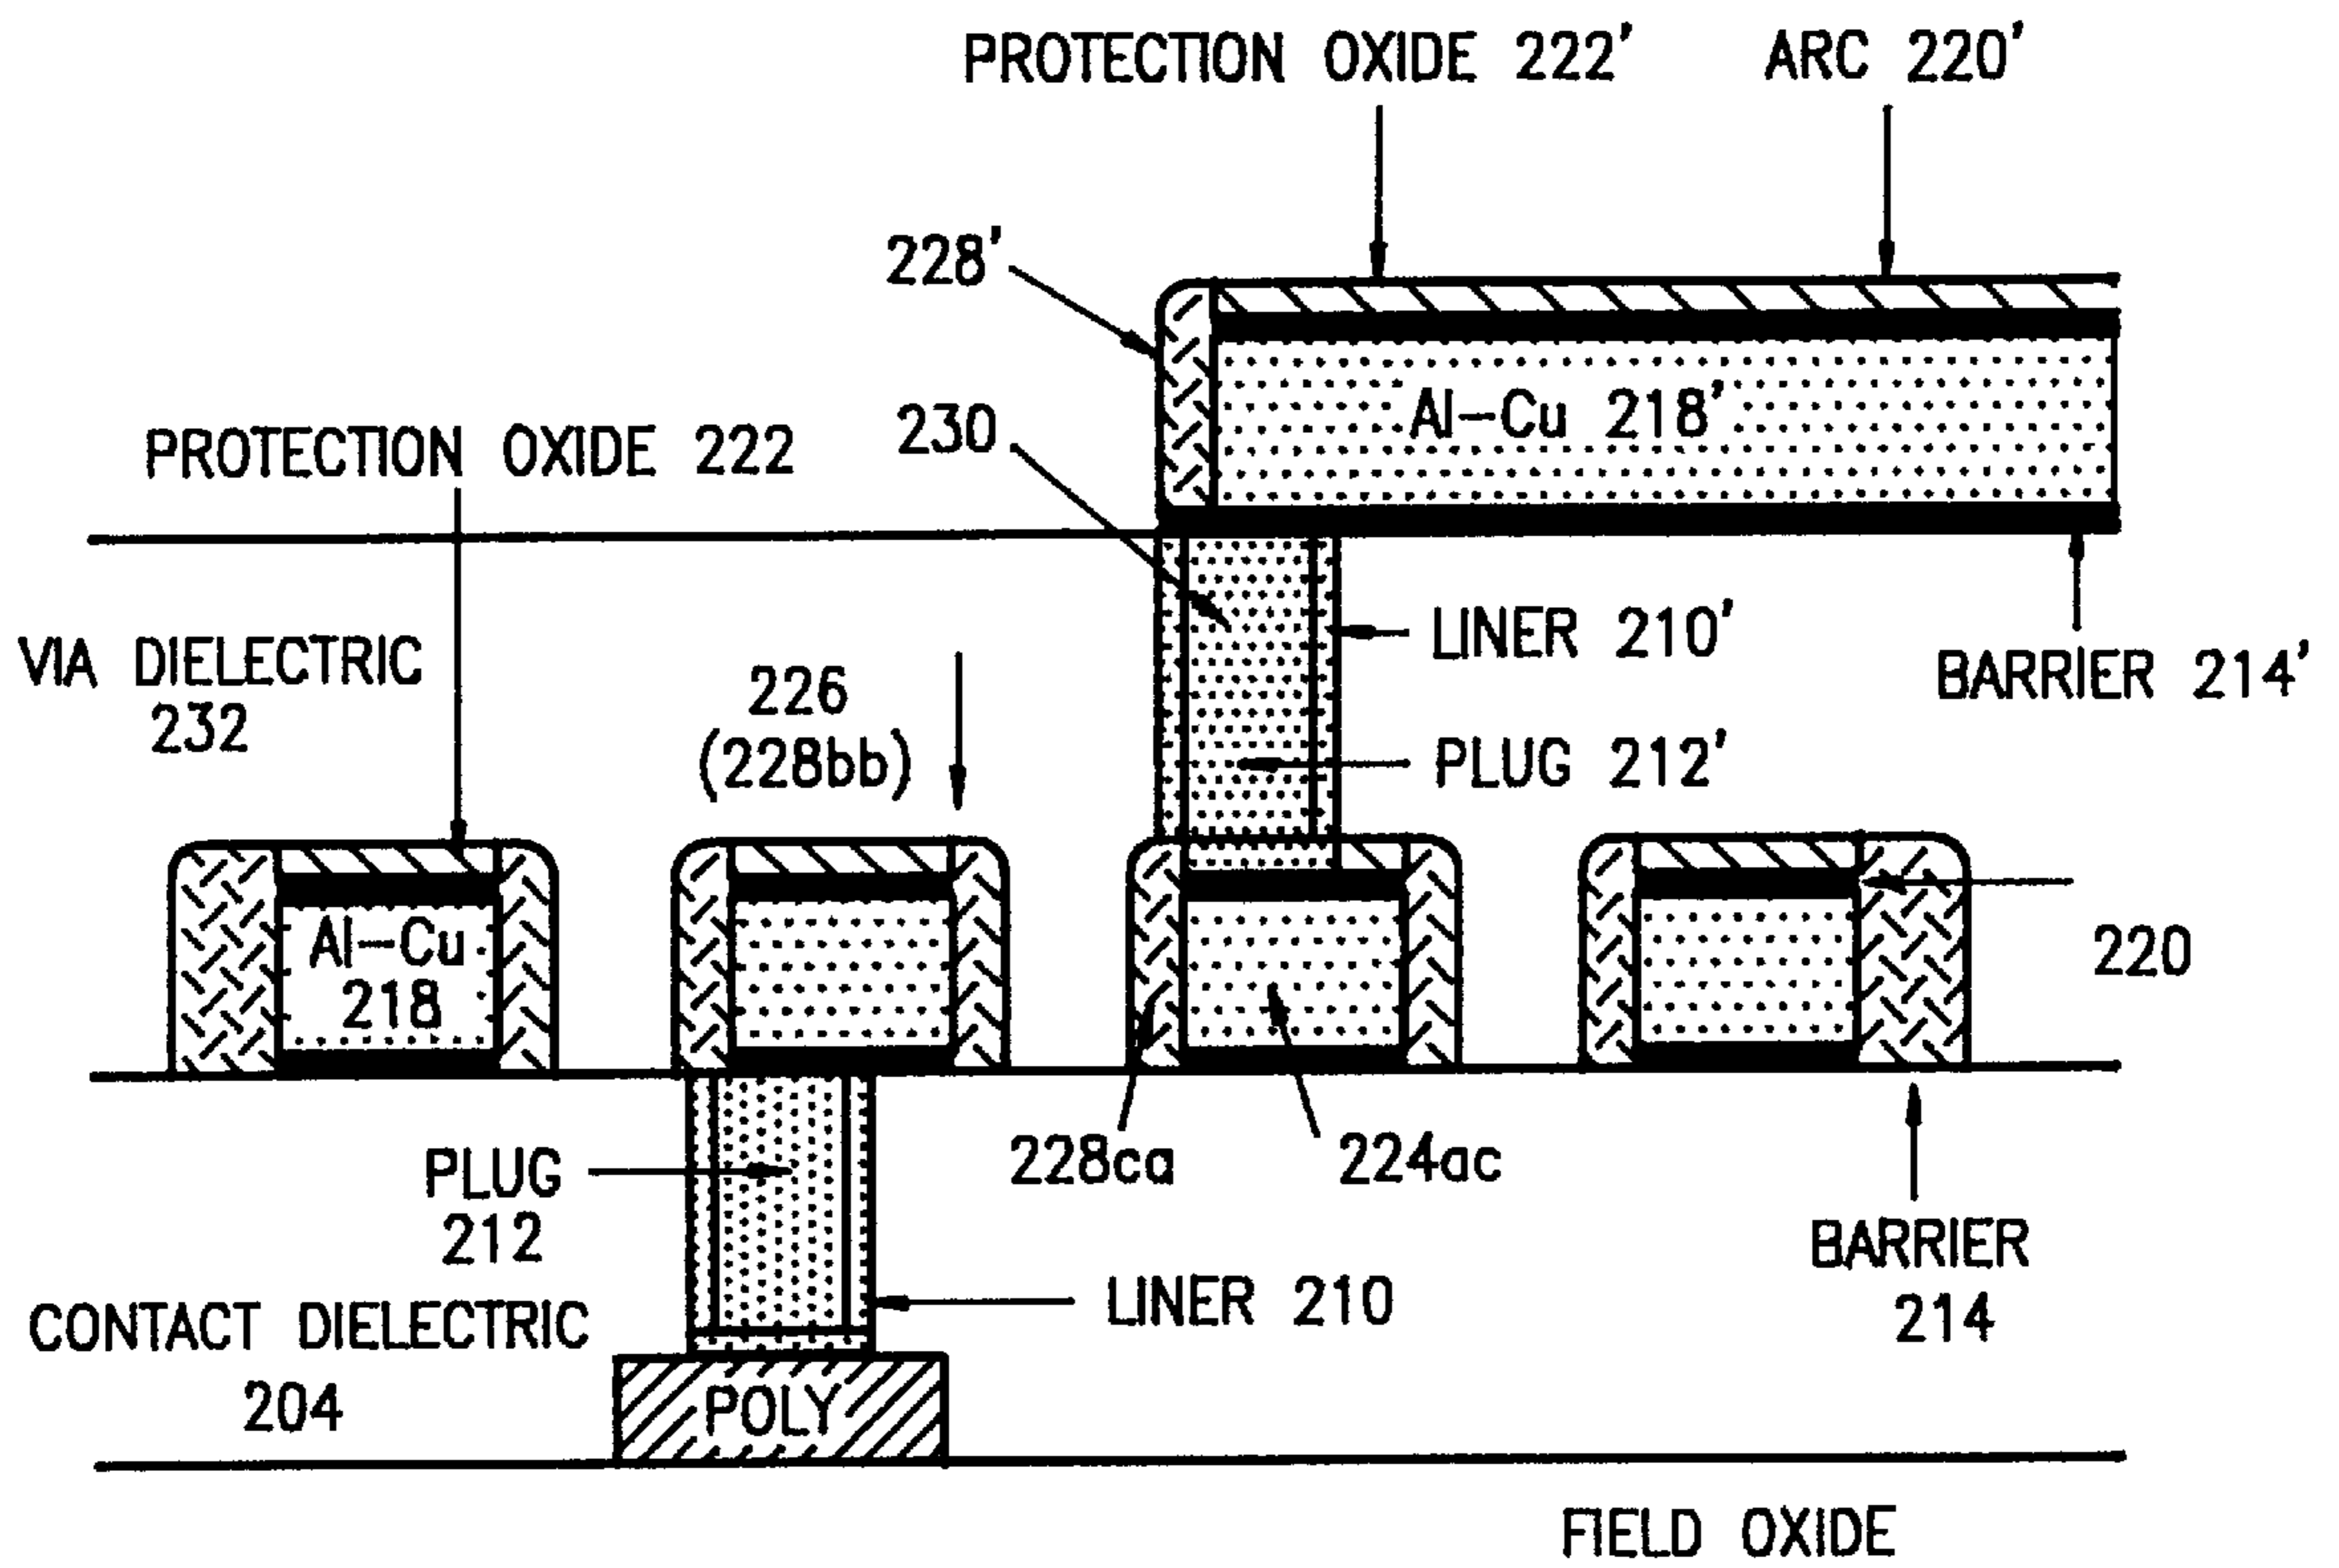 PROTECTION OXIDE 222' ARC 220'
228'
230
Al-Cu 218'
PROTECTION OXIDE 222
LINER 210'
VIA DIELECTRIC
232
BARRIER 214'
226
(228bb)
PLUG 212'
Al-Cu
218
220
228ca
224ac
PLUG
212
BARRIER
214
LINER 210
CONTACT DIELECTRIC
204
POLY
FIELD OXIDE